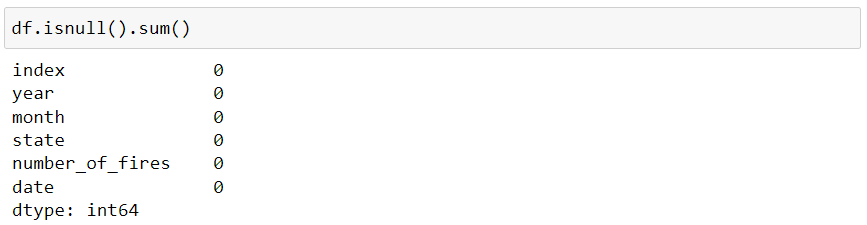 df.isnull().sum()
index 0
year 0
month 0
state 0
number_of_fires 0
date 0
dtype: int64